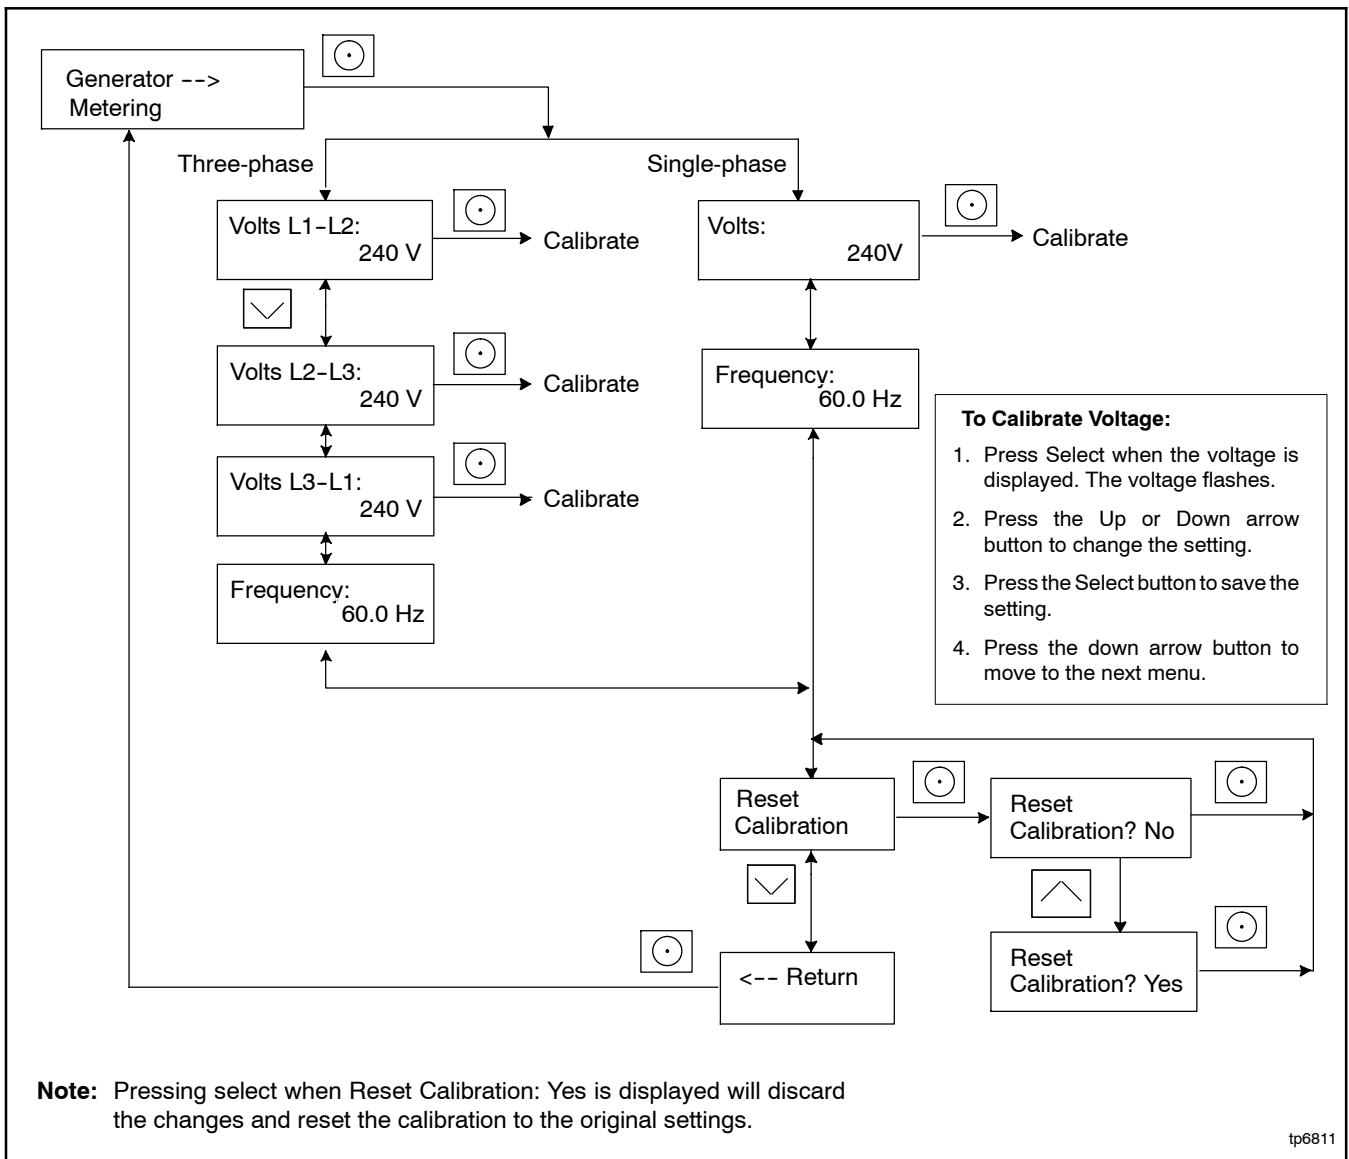 Generator -->
Metering
Three-phase
Single-phase
Volts L1-L2:
240 V
Calibrate
Volts:
240V
Calibrate
Volts L2-L3:
240 V
Calibrate
Frequency:
60.0 Hz
Volts L3-L1:
240 V
Calibrate
Frequency:
60.0 Hz
To Calibrate Voltage:
1. Press Select when the voltage is
displayed. The voltage flashes.
2. Press the Up or Down arrow
button to change the setting.
3. Press the Select button to save the
setting.
4. Press the down arrow button to
move to the next menu.
Reset
Calibration
Reset
Calibration? No
Reset
Calibration? Yes
<-- Return
Note: Pressing select when Reset Calibration: Yes is displayed will discard
the changes and reset the calibration to the original settings.
tp6811